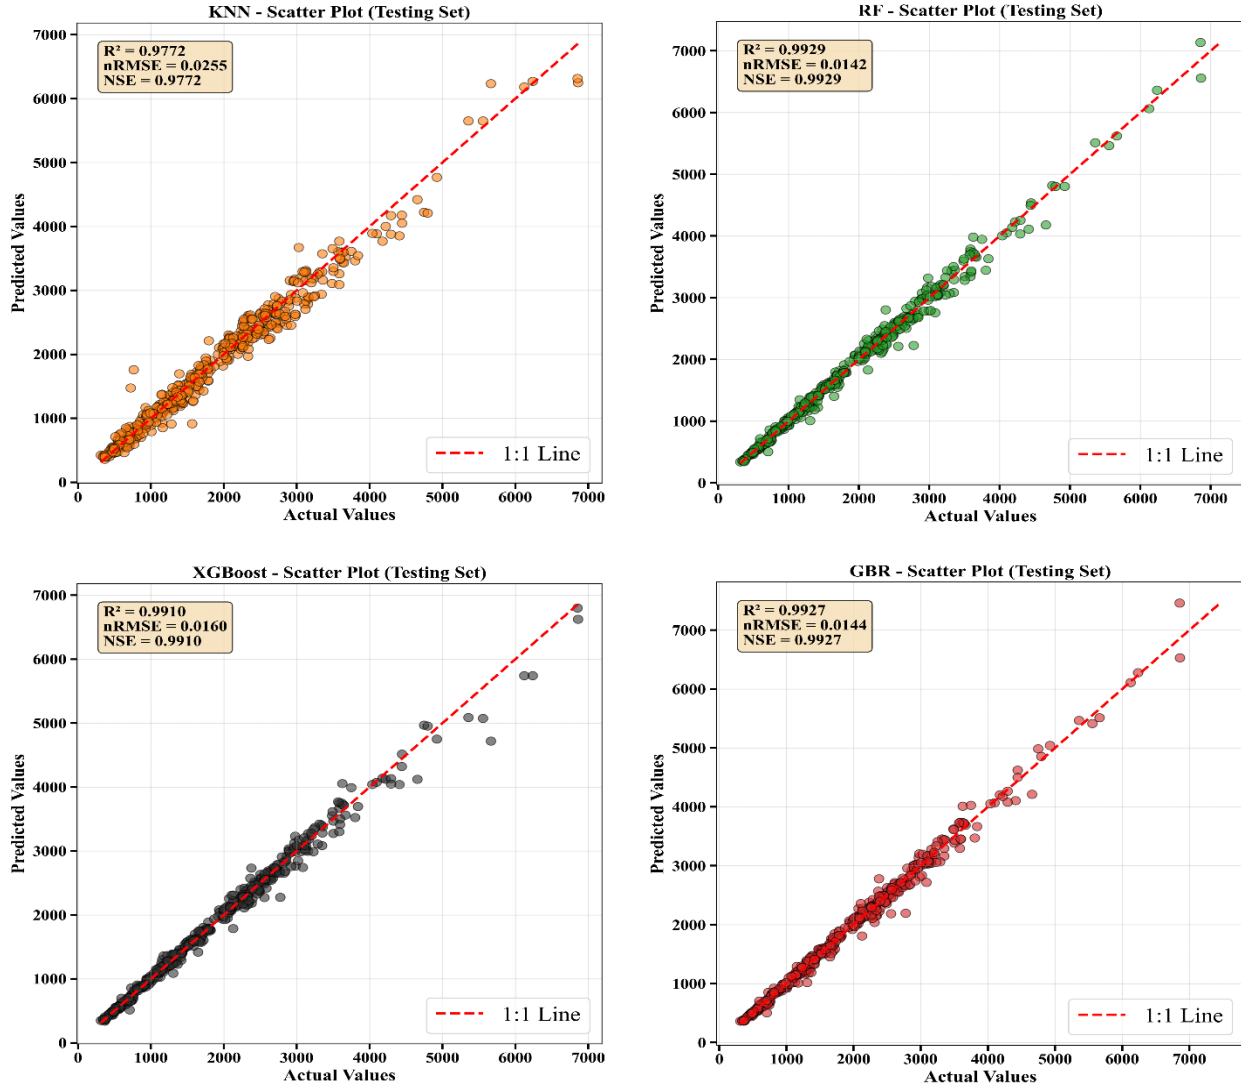 KNN - Scatter Plot (Testing Set)
R² = 0.9772
nRMSE = 0.0255
NSE = 0.9772
7000
6000
5000
4000
3000
2000
1000
0
Predicted Values
1:1 Line
0
1000
2000
3000
4000
5000
6000
7000
Actual Values
RF - Scatter Plot (Testing Set)
R² = 0.9929
nRMSE = 0.0142
NSE = 0.9929
7000
6000
5000
4000
3000
2000
1000
0
Predicted Values
1:1 Line
0
1000
2000
3000
4000
5000
6000
7000
Actual Values
XGBoost - Scatter Plot (Testing Set)
R² = 0.9910
nRMSE = 0.0160
NSE = 0.9910
7000
6000
5000
4000
3000
2000
1000
0
Predicted Values
1:1 Line
0
1000
2000
3000
4000
5000
6000
7000
Actual Values
GBR - Scatter Plot (Testing Set)
R² = 0.9927
nRMSE = 0.0144
NSE = 0.9927
7000
6000
5000
4000
3000
2000
1000
0
Predicted Values
1:1 Line
0
1000
2000
3000
4000
5000
6000
7000
Actual Values